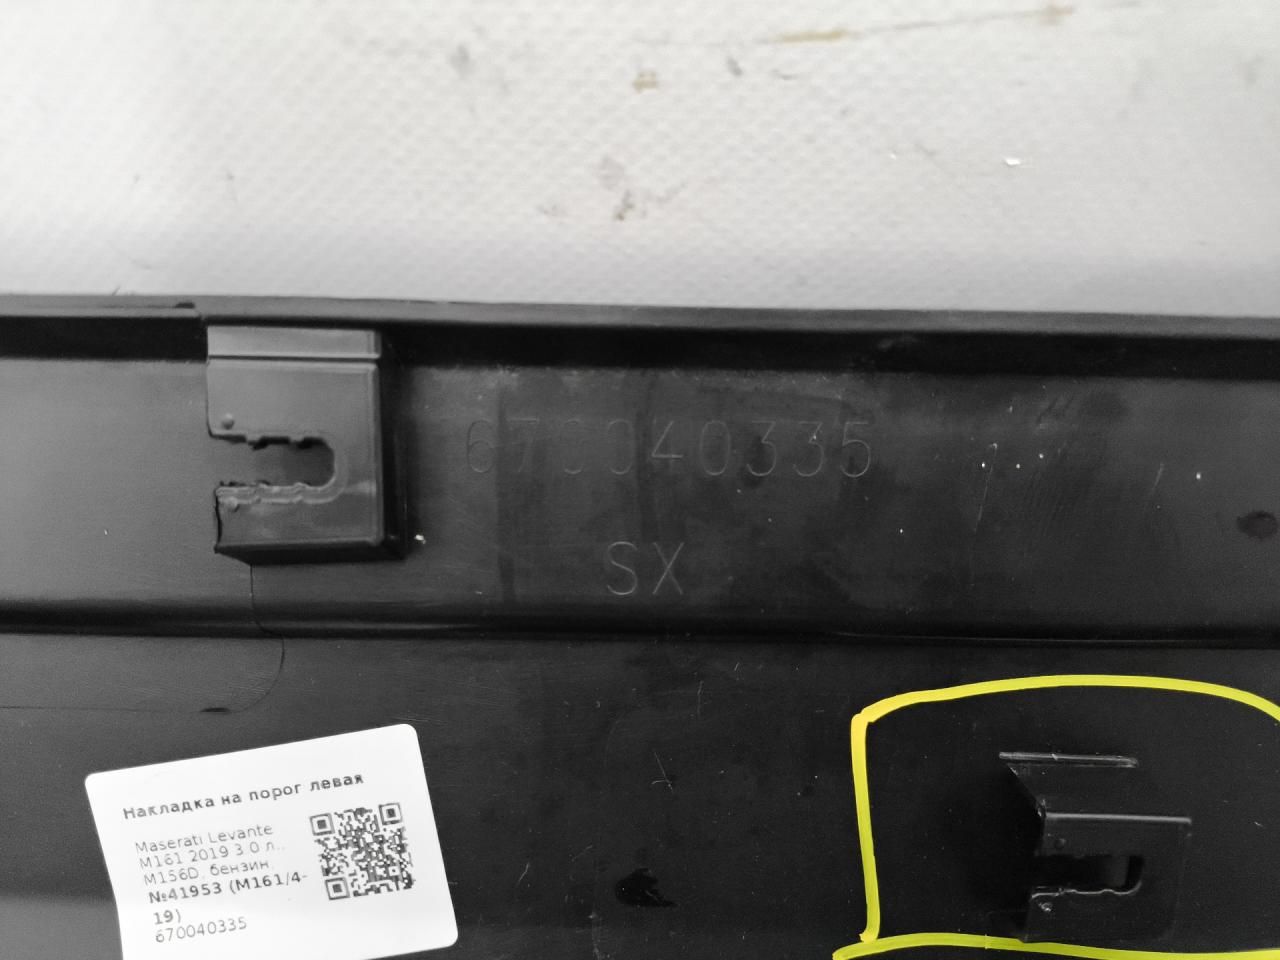 670040335
SX
Накладка на порог левая
Maserati Levante
M161 2019 3.0 л.,
M156D, бензин,
№41953 (M161/4-
19)
670040335